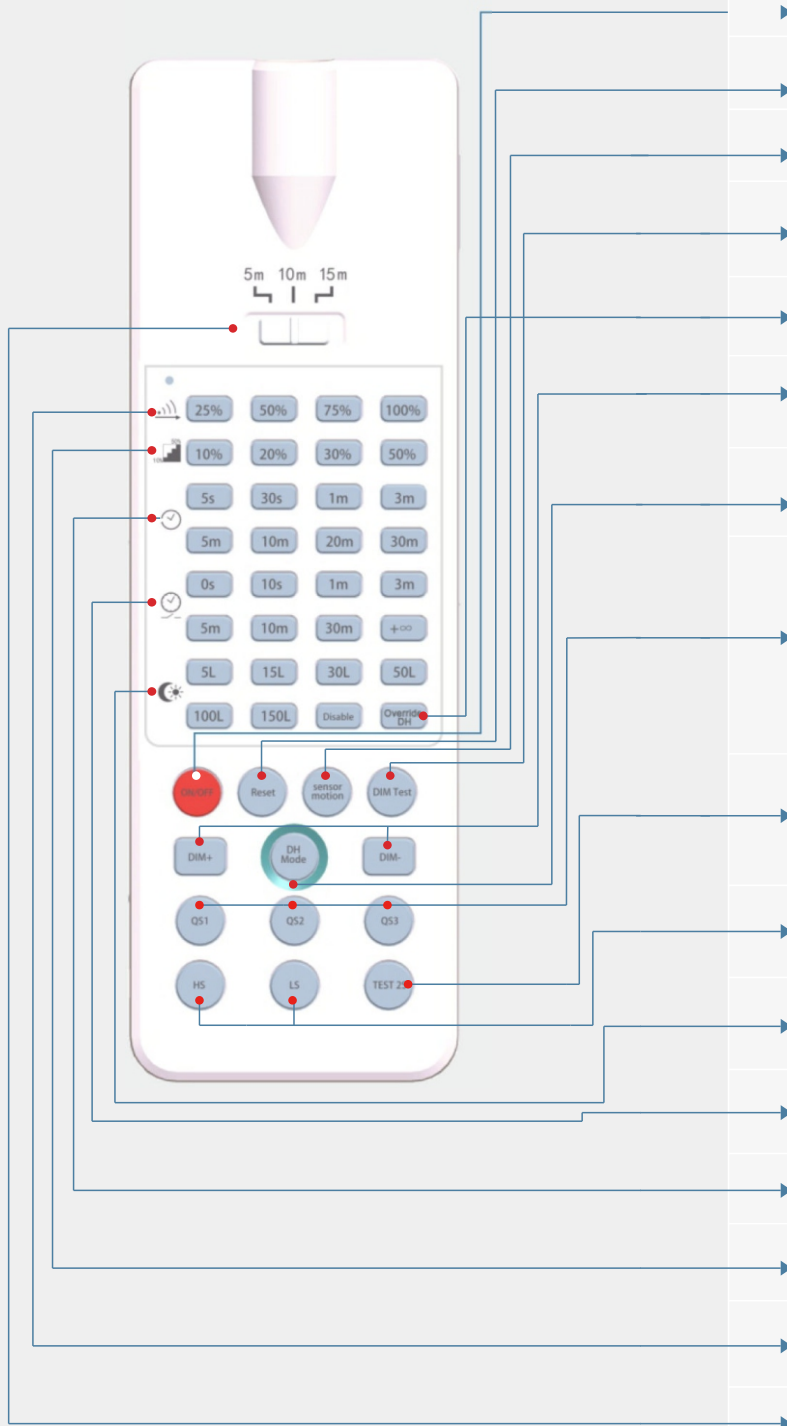 5m 10m 15m
25% 50% 75% 100%
10% 20% 30% 50%
5s 30s 1m 3m
5m 10m 20m 30m
0s 10s 1m 3m
5m 10m 30m +∞
5L 15L 30L 50L
100L 150L Disable Override
DH
ON/OFF Reset sensor
motion DIM Test
DIM+ DH
Mode DIM-
QS1 QS2 QS3
HS LS TEST